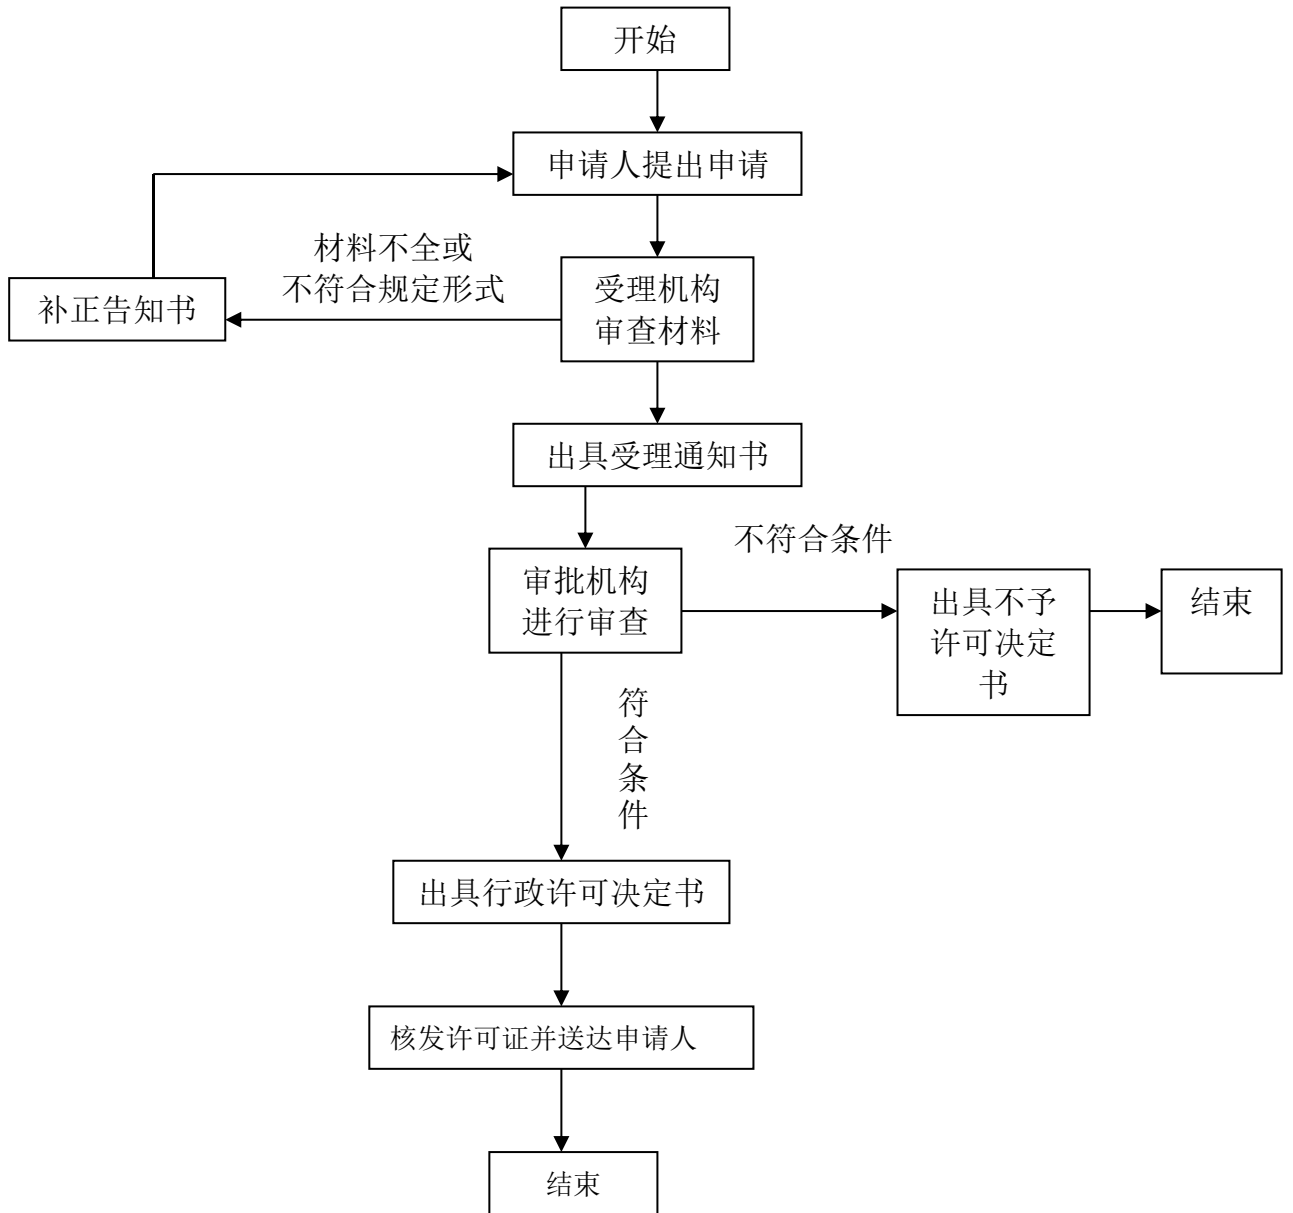 开始
申请人提出申请
材料不全或
不符合规定形式
补正告知书
受理机构
审查材料
出具受理通知书
不符合条件
审批机构
进行审查
出具不予
许可决定
书
结束
符
合
条
件
出具行政许可决定书
核发许可证并送达申请人
结束